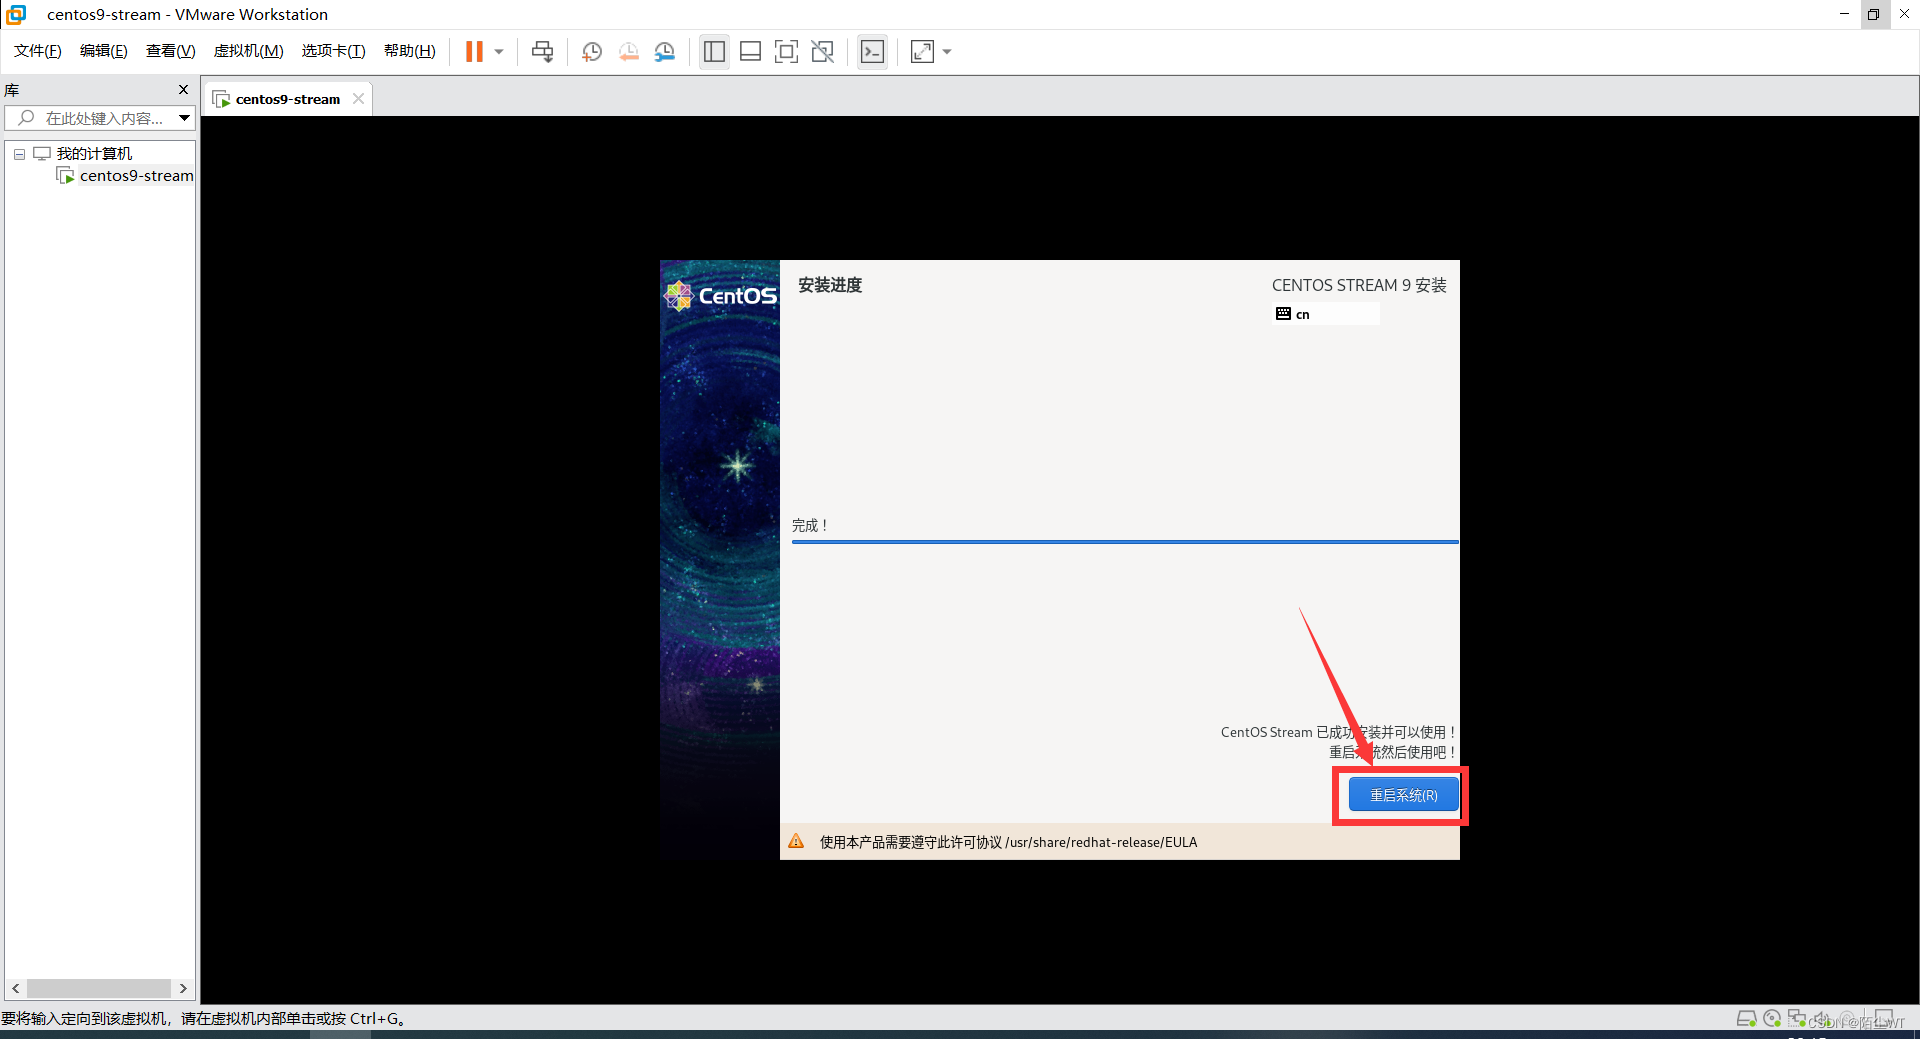 centos9-stream - VMware Workstation
文件(F) 编辑(E) 查看(V) 虚拟机(M) 选项卡(T) 帮助(H)
库
在此处键入内容...
我的计算机
centos9-stream
centos9-stream
CentOS
安装进度
CENTOS STREAM 9 安装
cn
完成！
CentOS Stream 已成功安装并可以使用！
重启系统然后使用吧！
重启系统(R)
使用本产品需要遵守此许可协议 /usr/share/redhat-release/EULA
要将输入定向到该虚拟机，请在虚拟机内部单击或按 Ctrl+G。
CSDN @陌尘WT